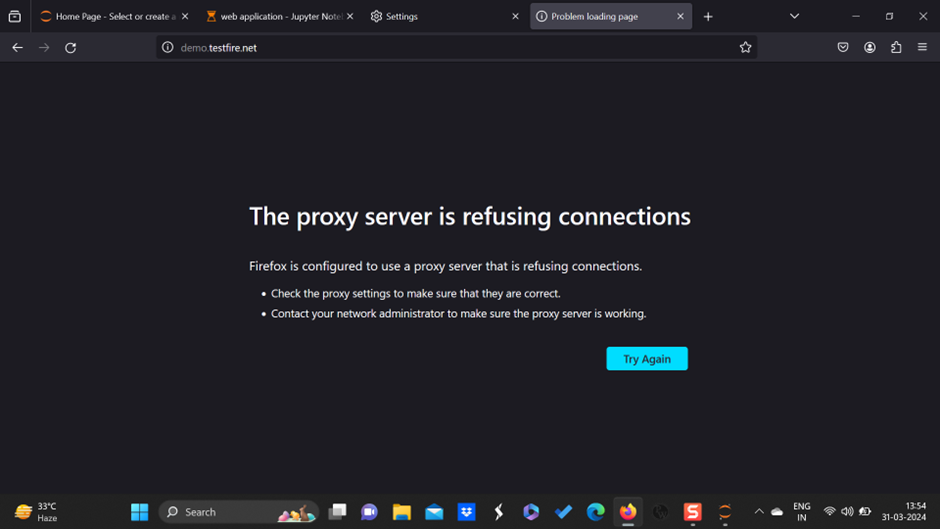 Home Page - Select or create a
web application - Jupyter Note
Settings
Problem loading page
demo.testfire.net
The proxy server is refusing connections
Firefox is configured to use a proxy server that is refusing connections.
• Check the proxy settings to make sure that they are correct.
• Contact your network administrator to make sure the proxy server is working.
Try Again
33°C
Haze
Search
ENG
IN
13:54
31-03-2024